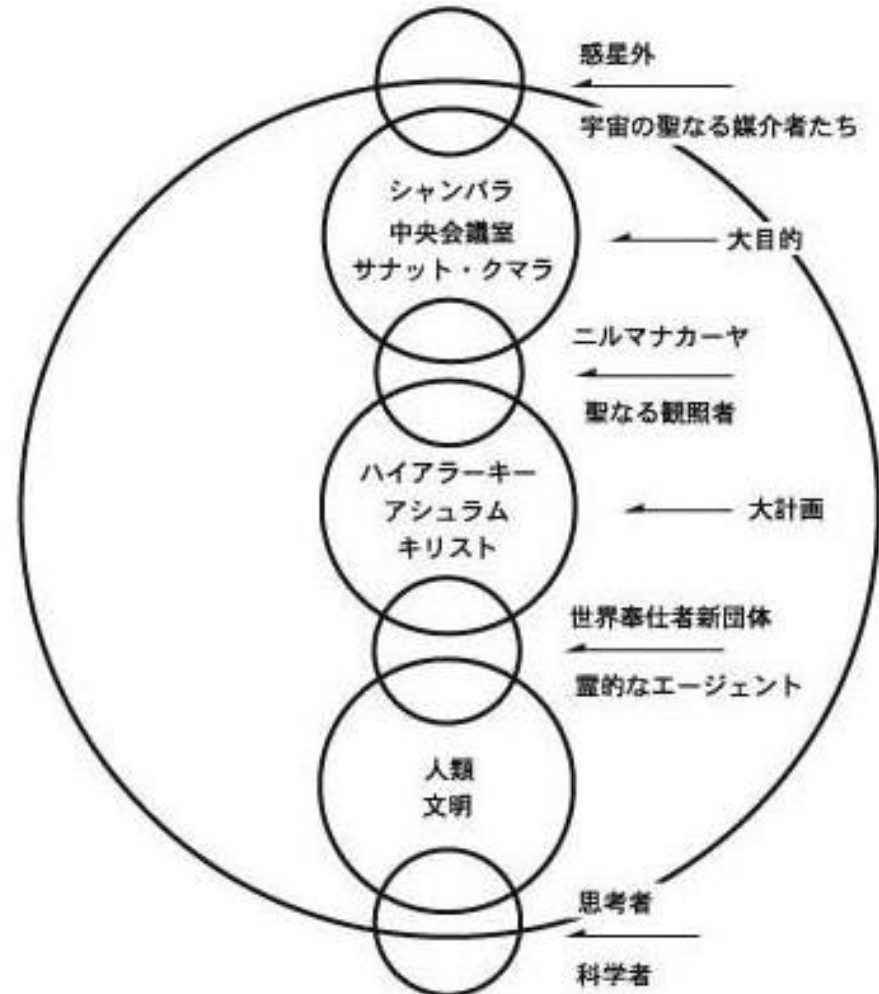 惑星外
宇宙の聖なる媒介者たち
シャンバラ
中央会議室
サナット・クマラ
大目的
ニルマナカーヤ
聖なる観照者
ハイアラーキー
アシュラム
キリスト
大計画
世界奉仕者新団体
霊的なエージェント
人類
文明
思考者
科学者